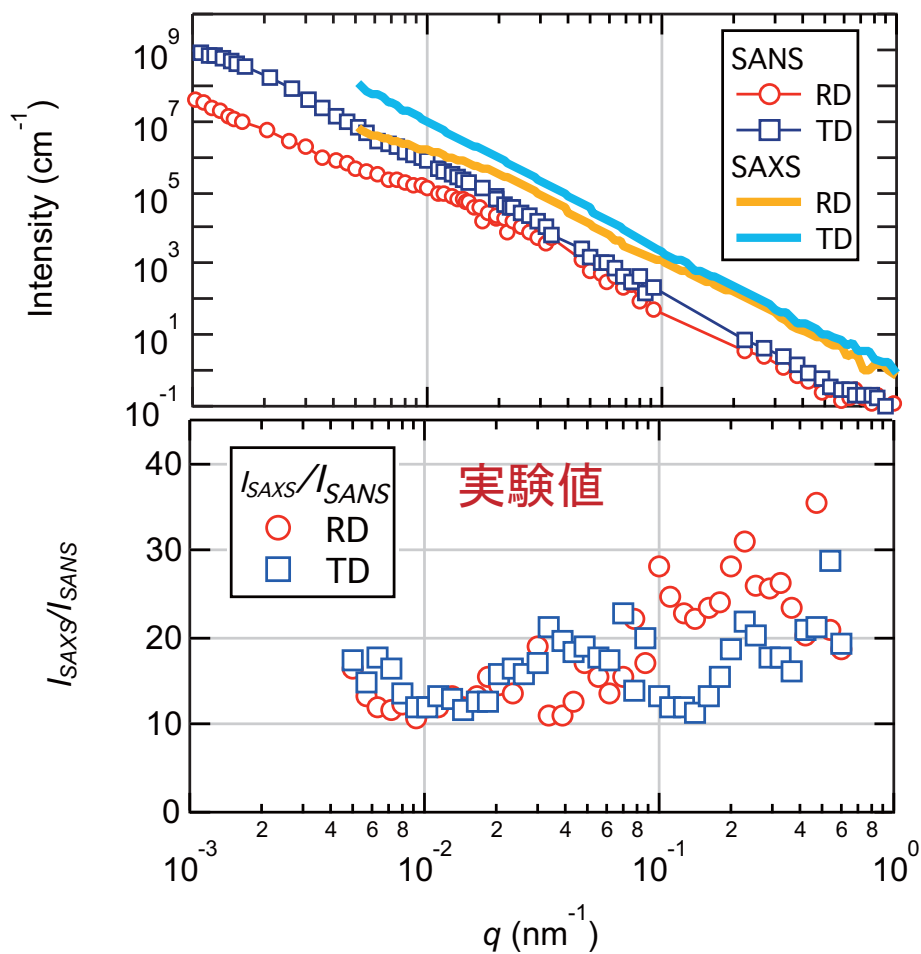 10^9
10^7
10^5
10^3
10^1
10^-1
Intensity (cm^-1)
SANS
RD
TD
SAXS
RD
TD
40
30
20
10
0
I_SAXS/I_SANS
I_SAXS/I_SANS
RD
TD
実験値
2 4 6 8 2 4 6 8 2 4 6 8
10^-3 10^-2 10^-1 10^0
q (nm^-1)